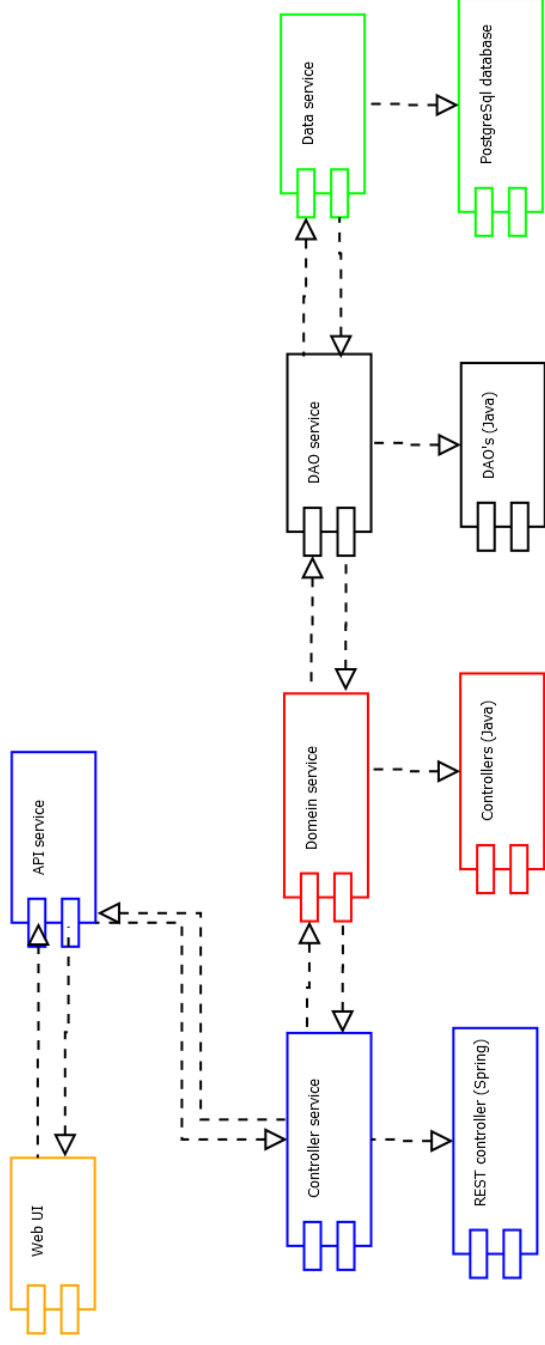 Web UI
API service
Controller service
Domein service
DAO service
Data service
REST controller (Spring)
Controllers (Java)
DAO's (Java)
PostgreSql database